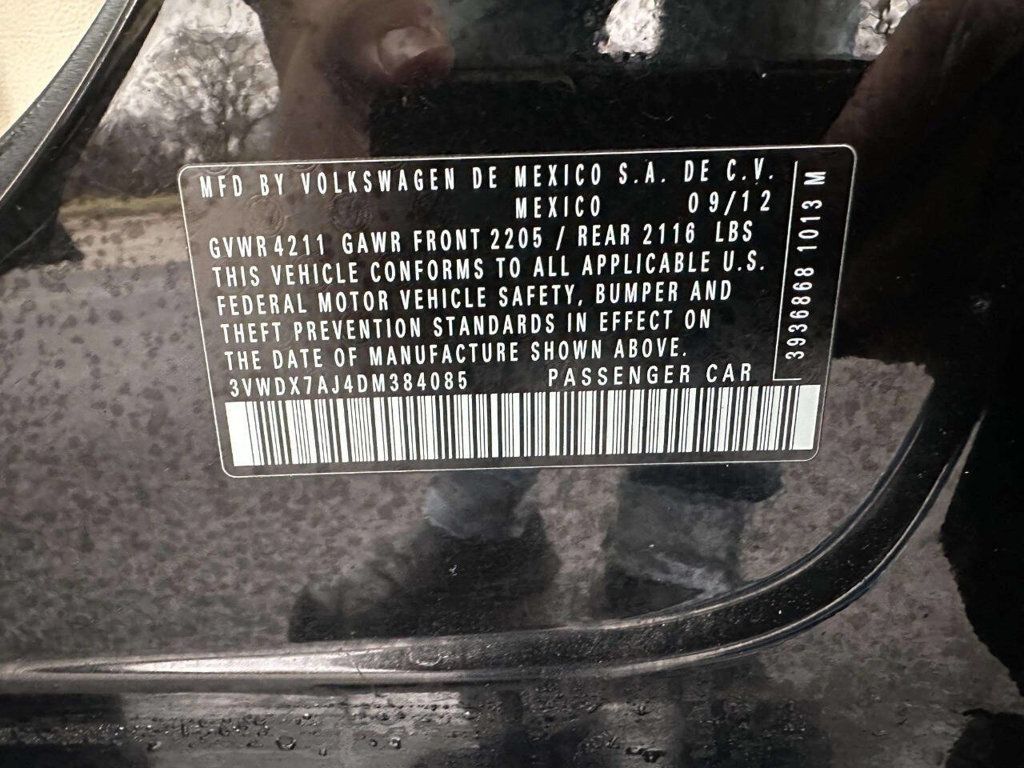 MFD BY VOLKSWAGEN DE MEXICO S.A. DE C.V.
MEXICO 09/12
GVWR 4211 GAWR FRONT 2205 / REAR 2116 LBS
THIS VEHICLE CONFORMS TO ALL APPLICABLE U.S.
FEDERAL MOTOR VEHICLE SAFETY, BUMPER AND
THEFT PREVENTION STANDARDS IN EFFECT ON
THE DATE OF MANUFACTURE SHOWN ABOVE.
3VWDX7AJ4DM384085 PASSENGER CAR
3936868 1013 M